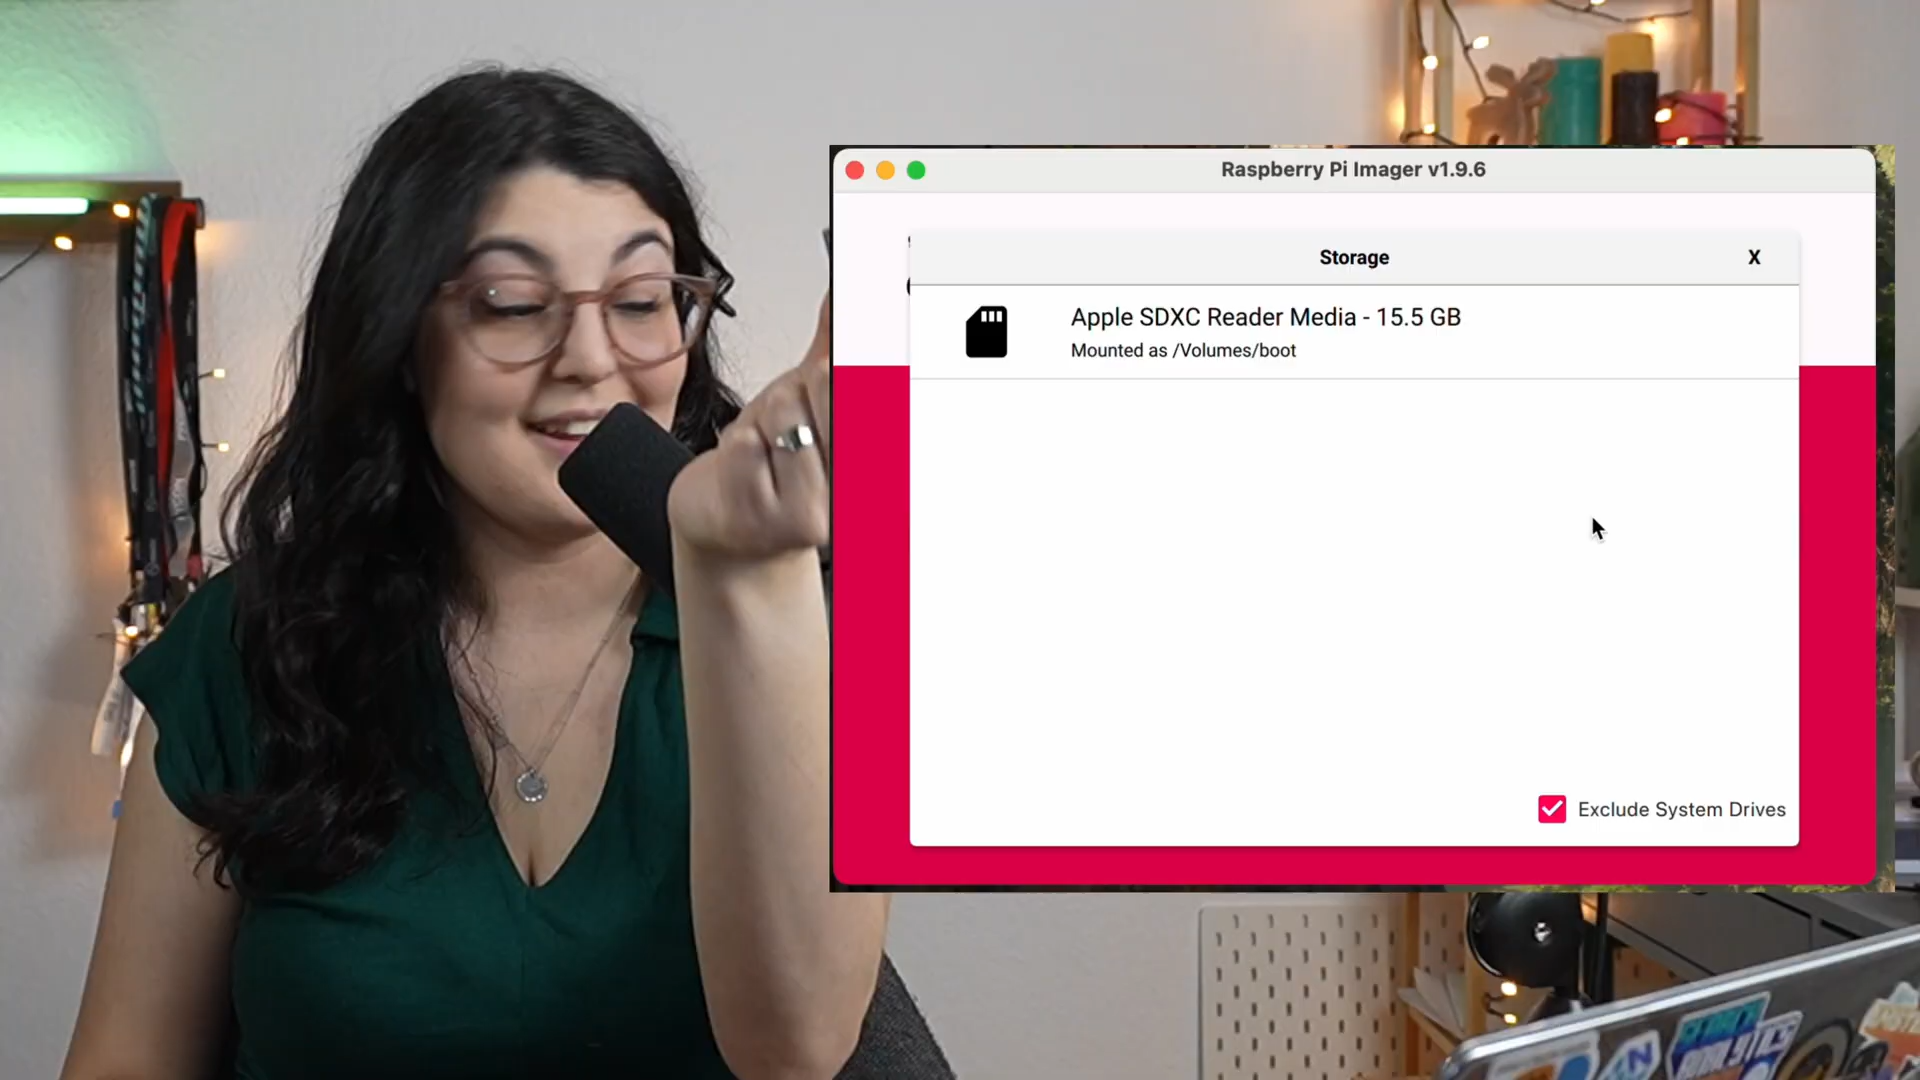 Raspberry Pi Imager v1.9.6
Storage
X
Apple SDXC Reader Media - 15.5 GB
Mounted as /Volumes/boot
Exclude System Drives